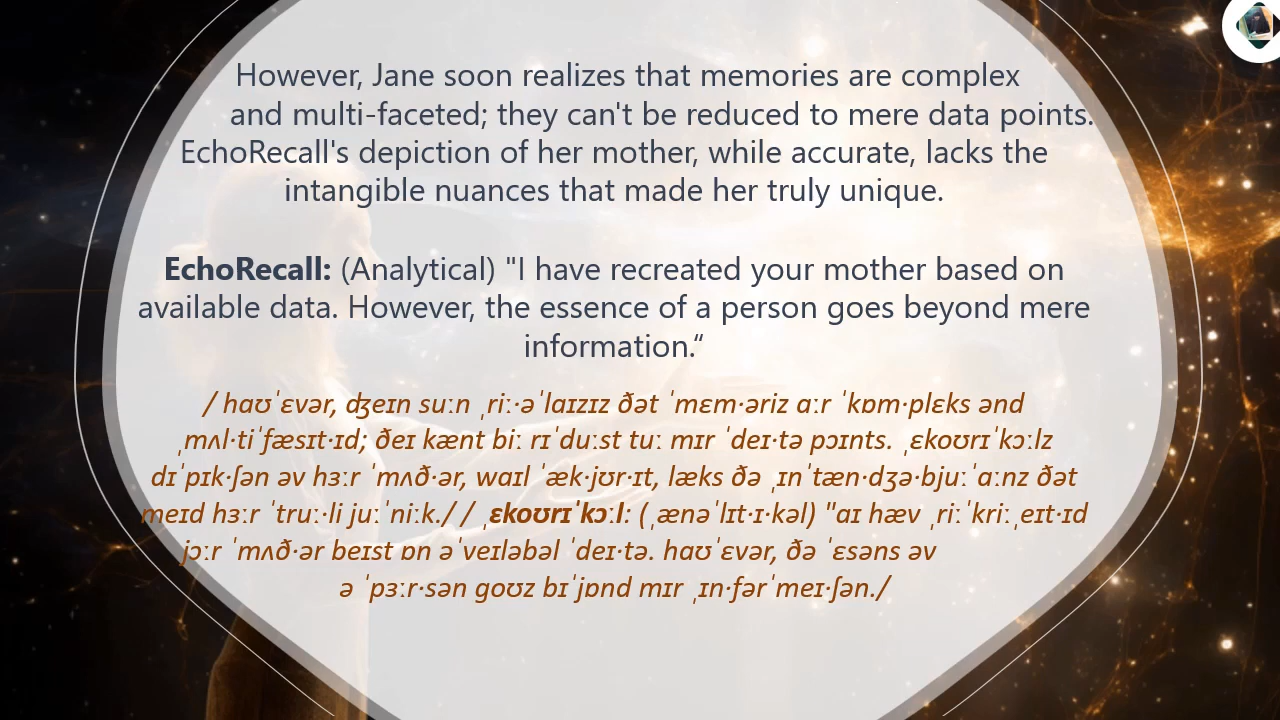 However, Jane soon realizes that memories are complex
and multi-faceted; they can't be reduced to mere data points.
EchoRecall's depiction of her mother, while accurate, lacks the
intangible nuances that made her truly unique.
EchoRecall: (Analytical) "I have recreated your mother based on
available data. However, the essence of a person goes beyond mere
information.“
/ haʊˈɛvər, ʤeɪn suːn ˌriː·əˈlaɪzɪz ðət ˈmɛm·əriz ɑːr ˈkɒm·plɛks ənd
ˌmʌl·tiˈfæsɪt·ɪd; ðeɪ kænt biː rɪˈduːst tuː mɪr ˈdeɪ·tə pɔɪnts. ˌɛkoʊrɪˈkɔːlz
dɪˈpɪk·ʃən əv hɜːr ˈmʌð·ər, waɪl ˈæk·jʊr·ɪt, læks ðə ˌɪnˈtæn·dʒə·bjuːˈɑːnz ðət
meɪd hɜːr ˈtruː·li juːˈniːk./ / ˌɛkoʊrɪˈkɔːl: (ˌænəˈlɪt·ɪ·kəl) "aɪ hæv ˌriːˈkriːˌeɪt·ɪd
jɔːr ˈmʌð·ər beɪst ɒn əˈveɪləbəl ˈdeɪ·tə. haʊˈɛvər, ðə ˈɛsəns əv
ə ˈpɜːr·sən goʊz bɪˈjɒnd mɪr ˌɪn·fərˈmeɪ·ʃən./